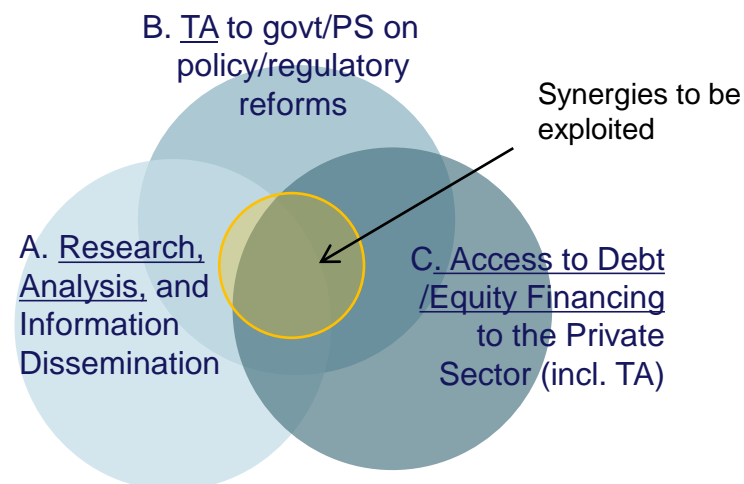 B. TA to govt/PS on
policy/regulatory
reforms
Synergies to be
exploited
A. Research,
Analysis, and
Information
Dissemination
C. Access to Debt
/Equity Financing
to the Private
Sector (incl. TA)